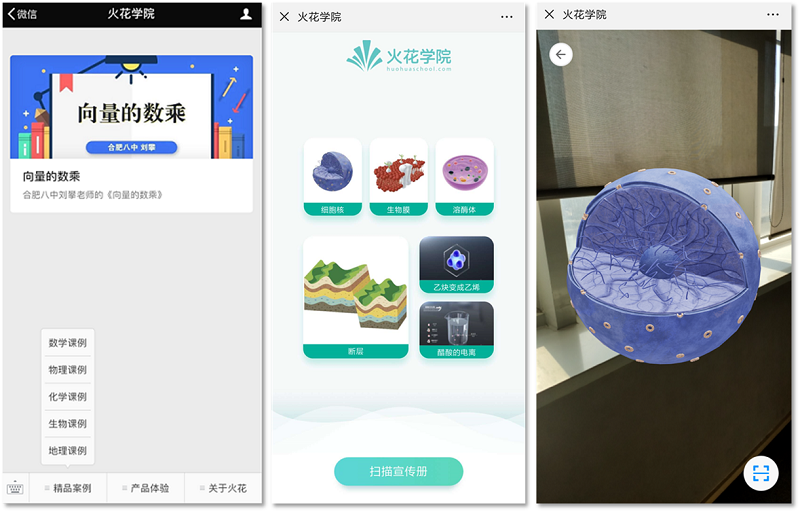 微信
火花学院
向量的数乘
合肥八中 刘攀
向量的数乘
合肥八中刘攀老师的《向量的数乘》
数学课例
物理课例
化学课例
生物课例
地理课例
精品案例
产品体验
关于火花
火花学院
火花学院
huohuaschool.com
细胞核
生物膜
溶酶体
断层
乙炔变成乙烯
醋酸的电离
扫描宣传册
火花学院